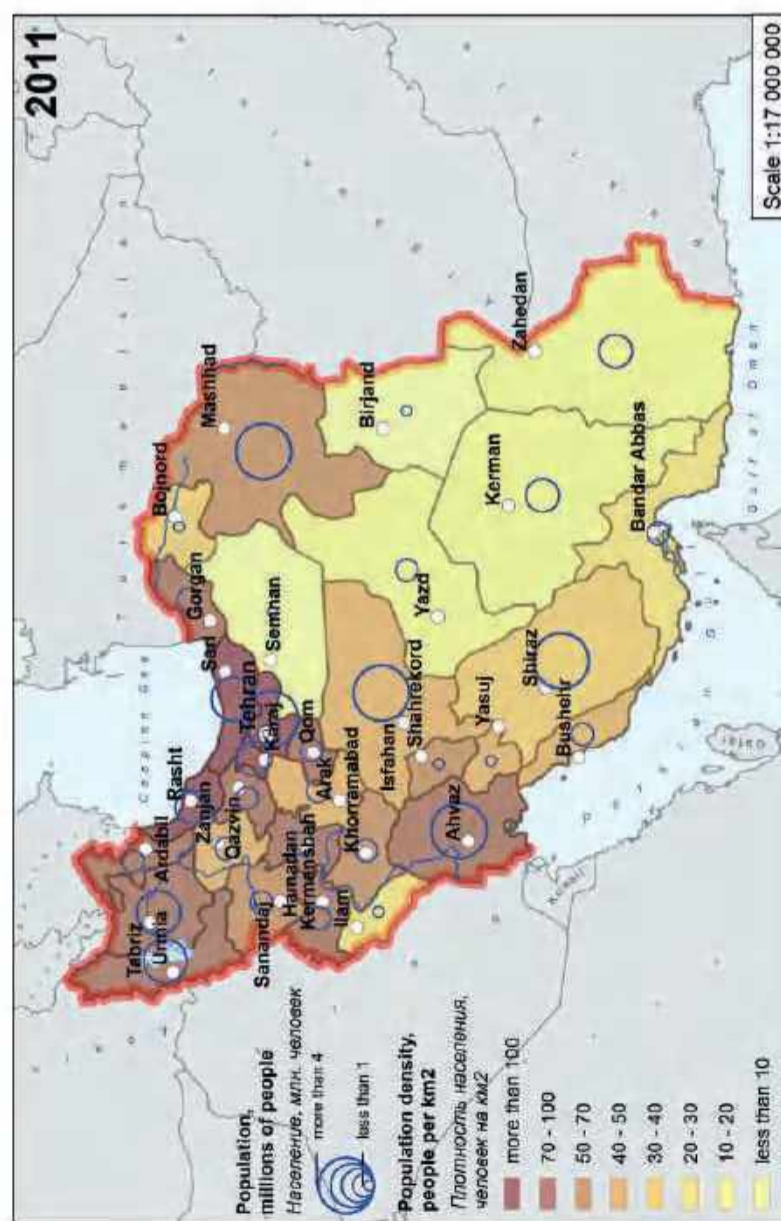 2011
Caspian Sea
Tabriz
Urmia
Ardabil
Rasht
Zanjan
Qazvin
Sanandaj
Hamadan
Kermanshah
Ilam
Khorramabad
Arak
Qom
Karaj
Tehran
Sari
Gorgan
Semnan
Bojnord
Mashhad
Isfahan
Shahrekord
Yazd
Birjand
Ahvaz
Yasuj
Shiraz
Bushehr
Kerman
Zahedan
Bandar Abbas
Kuwait
Qatar
Gulf of Oman
Population,
millions of people
Население, млн. человек
more than 4
less than 1
Population density,
people per km2
Плотность населения,
человек на км2
more than 100
70 - 100
50 - 70
40 - 50
30 - 40
20 - 30
10 - 20
less than 10
Scale 1:17 000 000